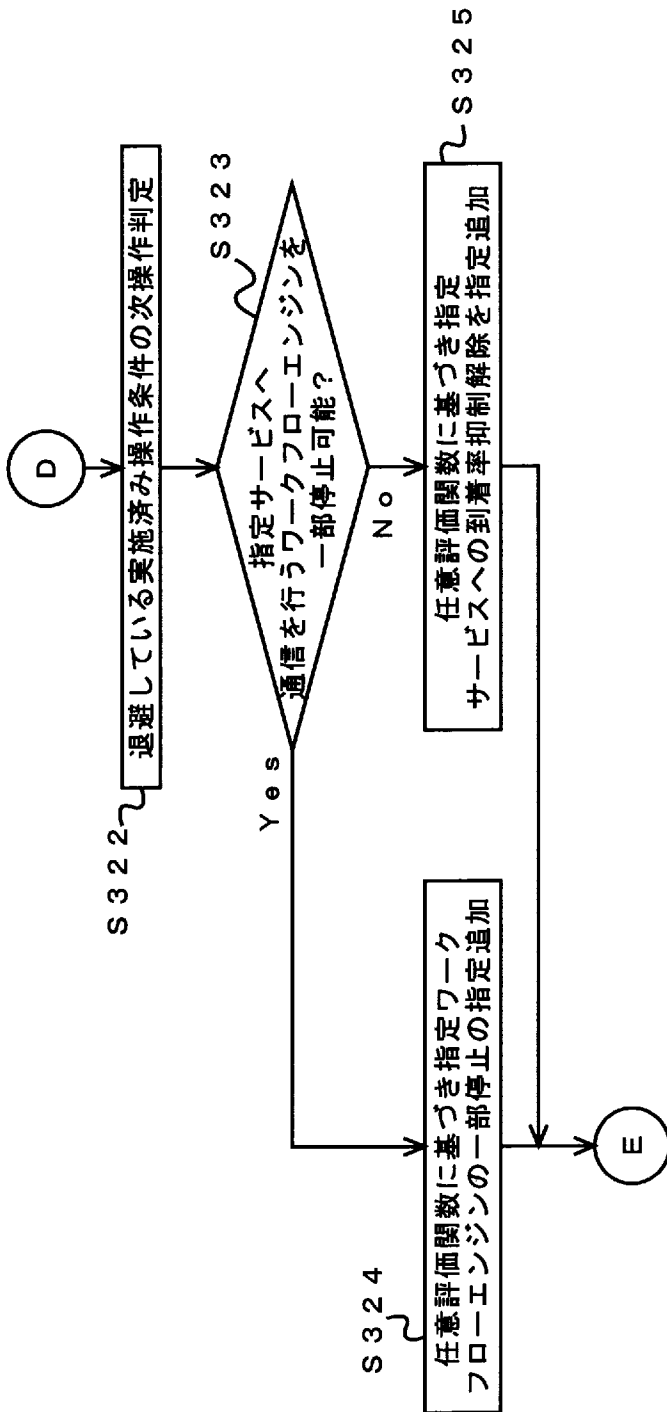 D
S322
退避している実施済み操作条件の次操作判定
S323
指定サービスへ
通信を行うワークフローエンジンを
一部停止可能?
Yes
No
S324
任意評価関数に基づき指定ワーク
フローエンジンの一部停止の指定追加
S325
任意評価関数に基づき指定
サービスへの到着率抑制解除を指定追加
E